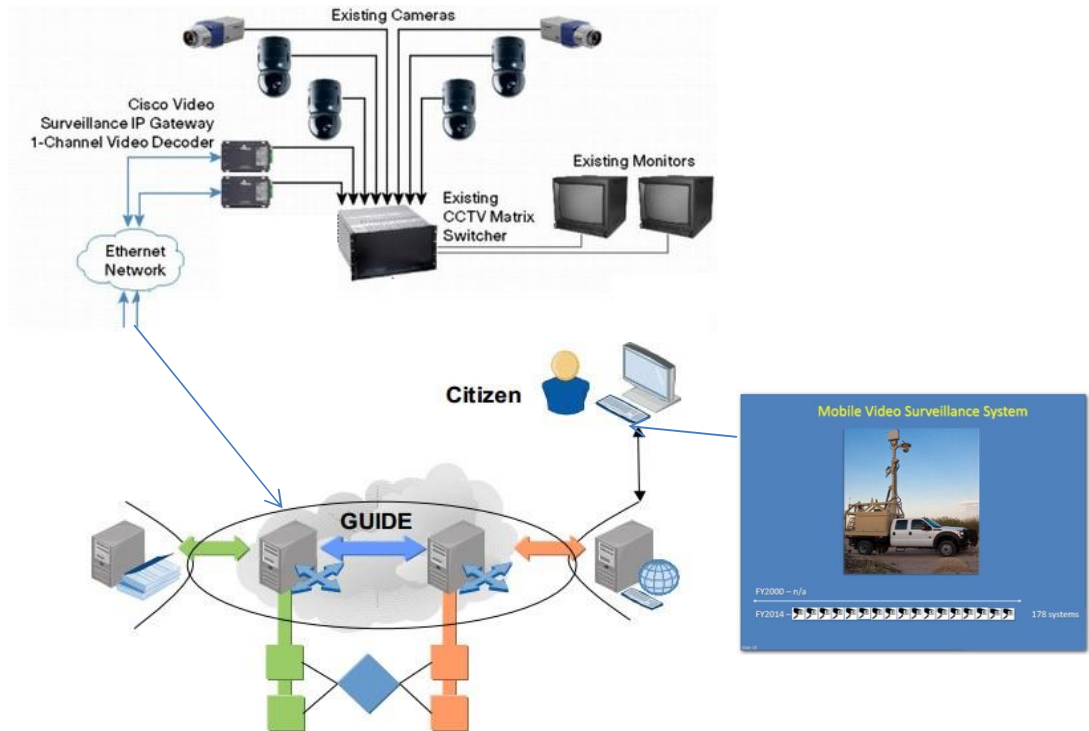 Existing Cameras
Cisco Video
Surveillance IP Gateway
1-Channel Video Decoder
Existing Monitors
Existing
CCTV Matrix
Switcher
Ethernet
Network
Citizen
Mobile Video Surveillance System
GUIDE
FY2000 – n/a
FY2014 –
178 systems